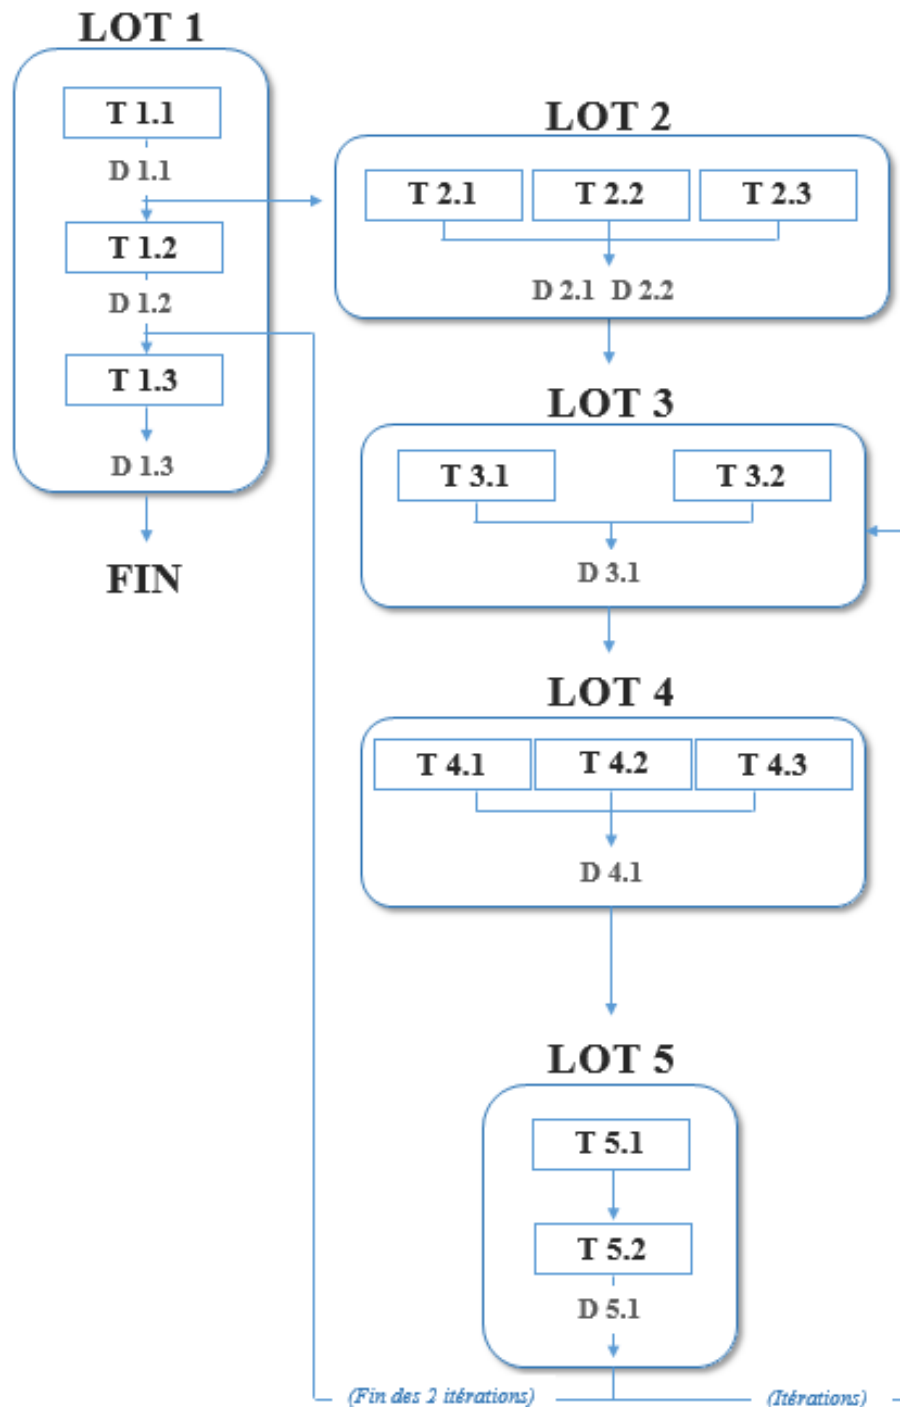 LOT 1
T 1.1
D 1.1
T 1.2
D 1.2
T 1.3
D 1.3
FIN
LOT 2
T 2.1 T 2.2 T 2.3
D 2.1 D 2.2
LOT 3
T 3.1 T 3.2
D 3.1
LOT 4
T 4.1 T 4.2 T 4.3
D 4.1
LOT 5
T 5.1
T 5.2
D 5.1
(Fin des 2 itérations) (Itérations)